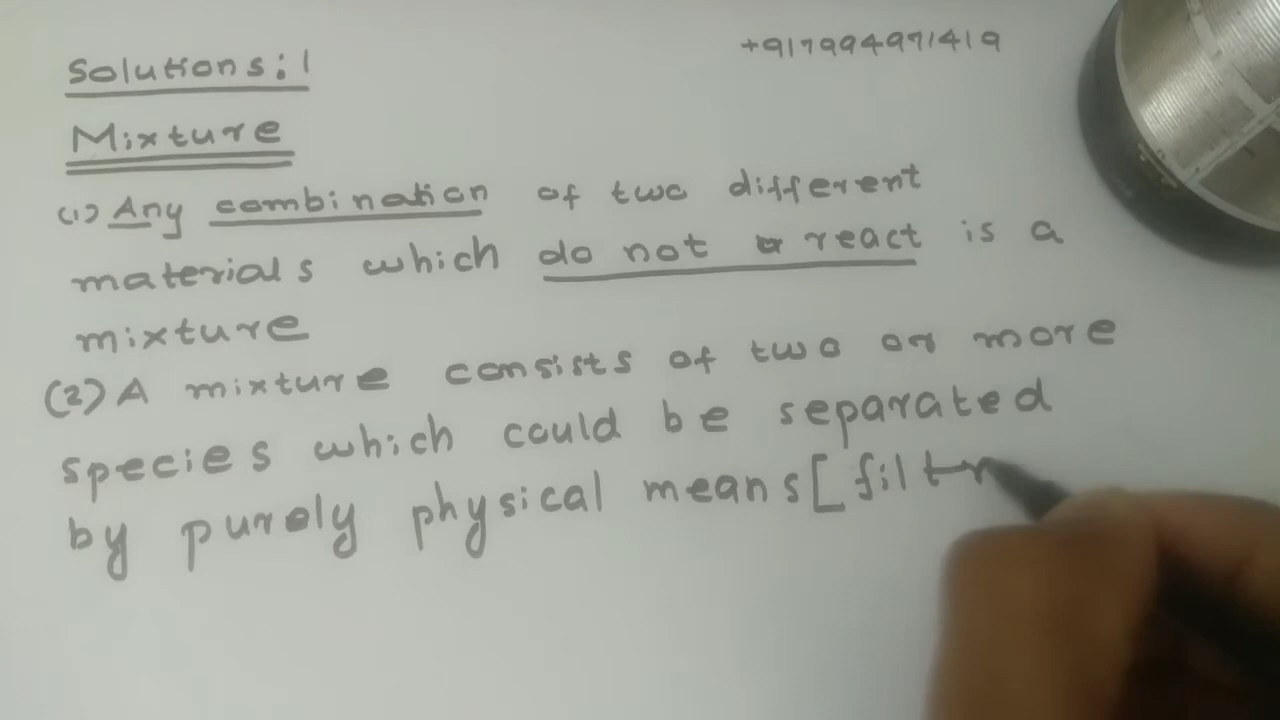 +917994971419
Solutions:1
Mixture
(1) Any combination of two different
materials which do not react is a
mixture
(2) A mixture consists of two or more
species which could be separated
by purely physical means [filtr